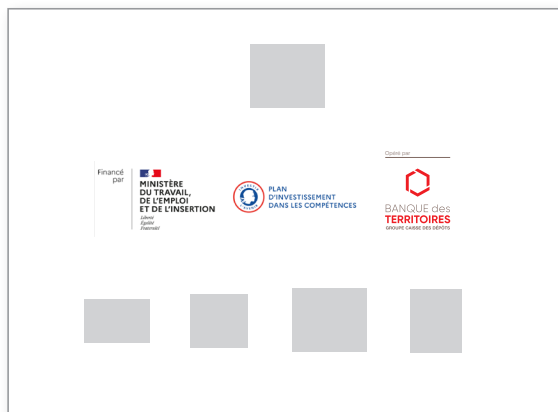 Financé
par
MINISTÈRE
DU TRAVAIL,
DE L'EMPLOI
ET DE L'INSERTION
Liberté
Égalité
Fraternité
PLAN
D'INVESTISSEMENT
DANS LES COMPÉTENCES
Opéré par
BANQUE des
TERRITOIRES
GROUPE CAISSE DES DÉPÔTS